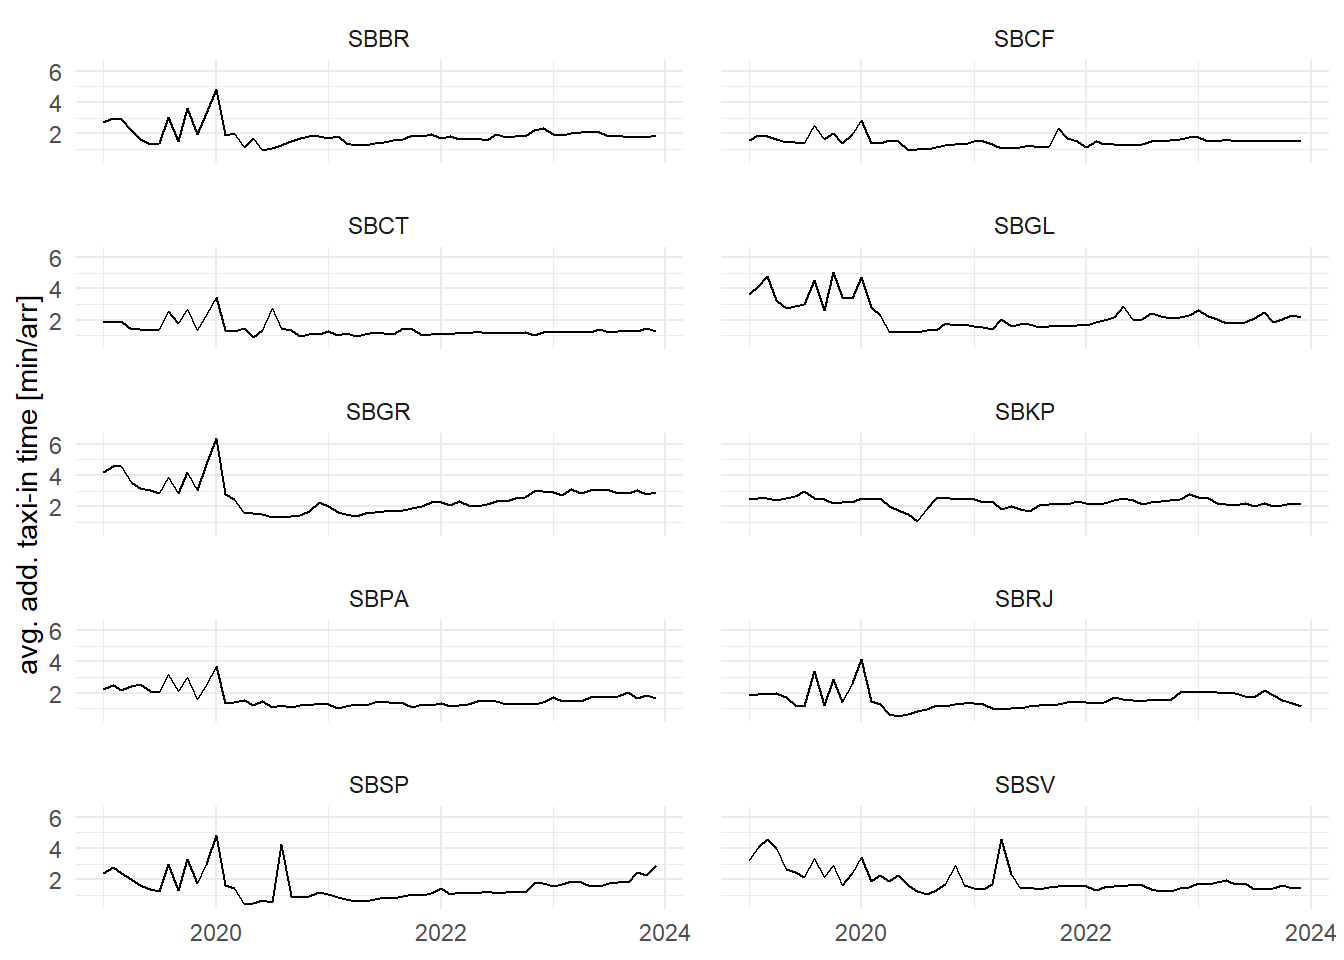 SBBR
SBCF
6
4
2
SBCT
SBGL
6
4
2
SBGR
SBKP
6
4
2
SBPA
SBRJ
6
4
2
SBSP
SBSV
6
4
2
2020
2022
2024
2020
2022
2024
avg. add. taxi-in time [min/arr]